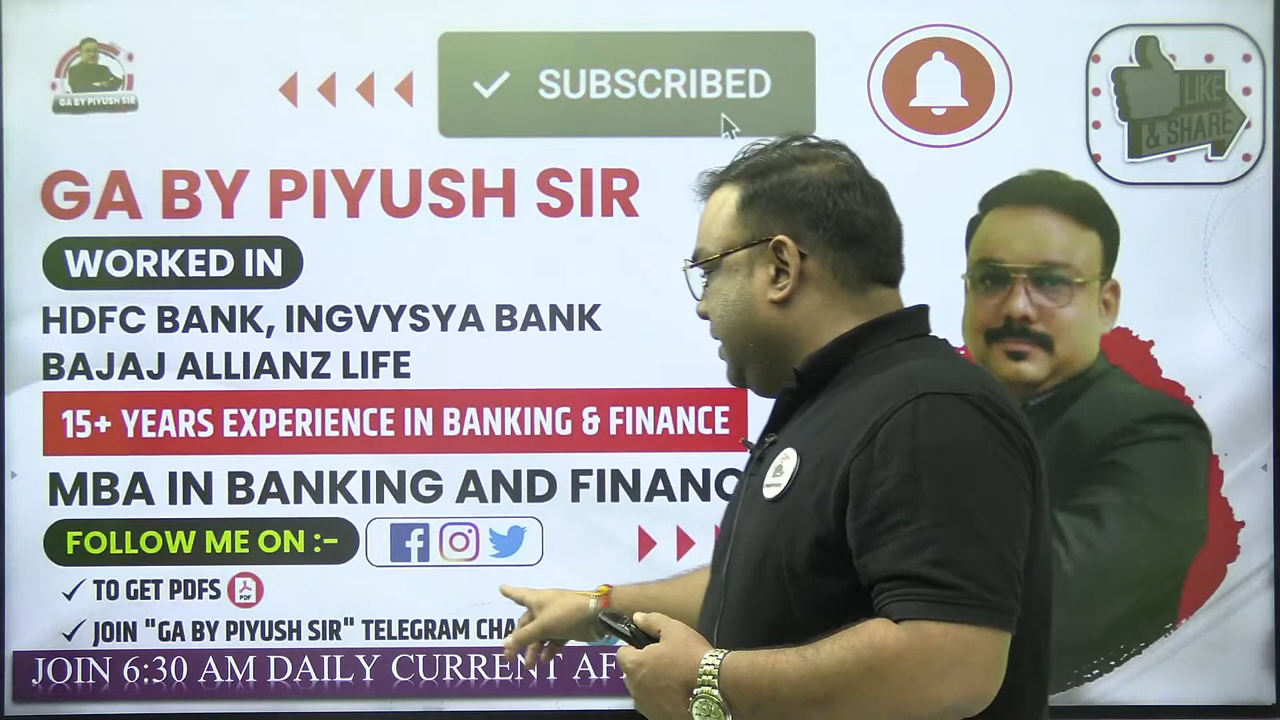 GA BY PIYUSH SIR
SUBSCRIBED
LIKE
& SHARE
GA BY PIYUSH SIR
WORKED IN
HDFC BANK, INGVYSYA BANK
BAJAJ ALLIANZ LIFE
15+ YEARS EXPERIENCE IN BANKING & FINANCE
MBA IN BANKING AND FINANC
FOLLOW ME ON :-
✓ TO GET PDFS
PDF
✓ JOIN "GA BY PIYUSH SIR" TELEGRAM CHA
JOIN 6:30 AM DAILY CURRENT AF